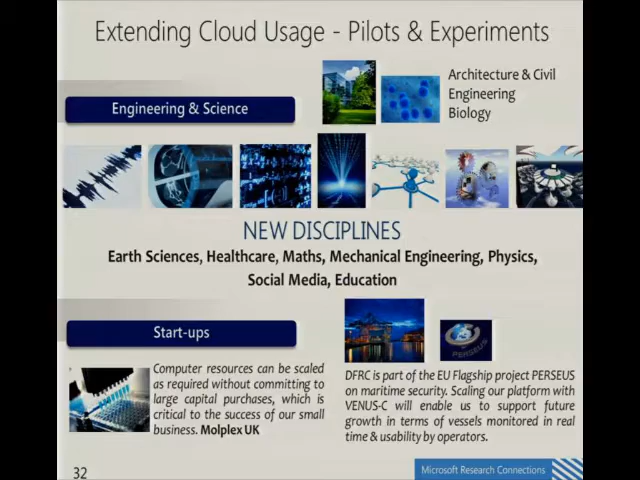 Extending Cloud Usage - Pilots & Experiments
Architecture & Civil
Engineering
Biology
Engineering & Science
NEW DISCIPLINES
Earth Sciences, Healthcare, Maths, Mechanical Engineering, Physics,
Social Media, Education
Start-ups
PERSEUS
Computer resources can be scaled
as required without committing to
large capital purchases, which is
critical to the success of our small
business. Molplex UK
DFRC is part of the EU Flagship project PERSEUS
on maritime security. Scaling our platform with
VENUS-C will enable us to support future
growth in terms of vessels monitored in real
time & usability by operators.
32
Microsoft Research Connections